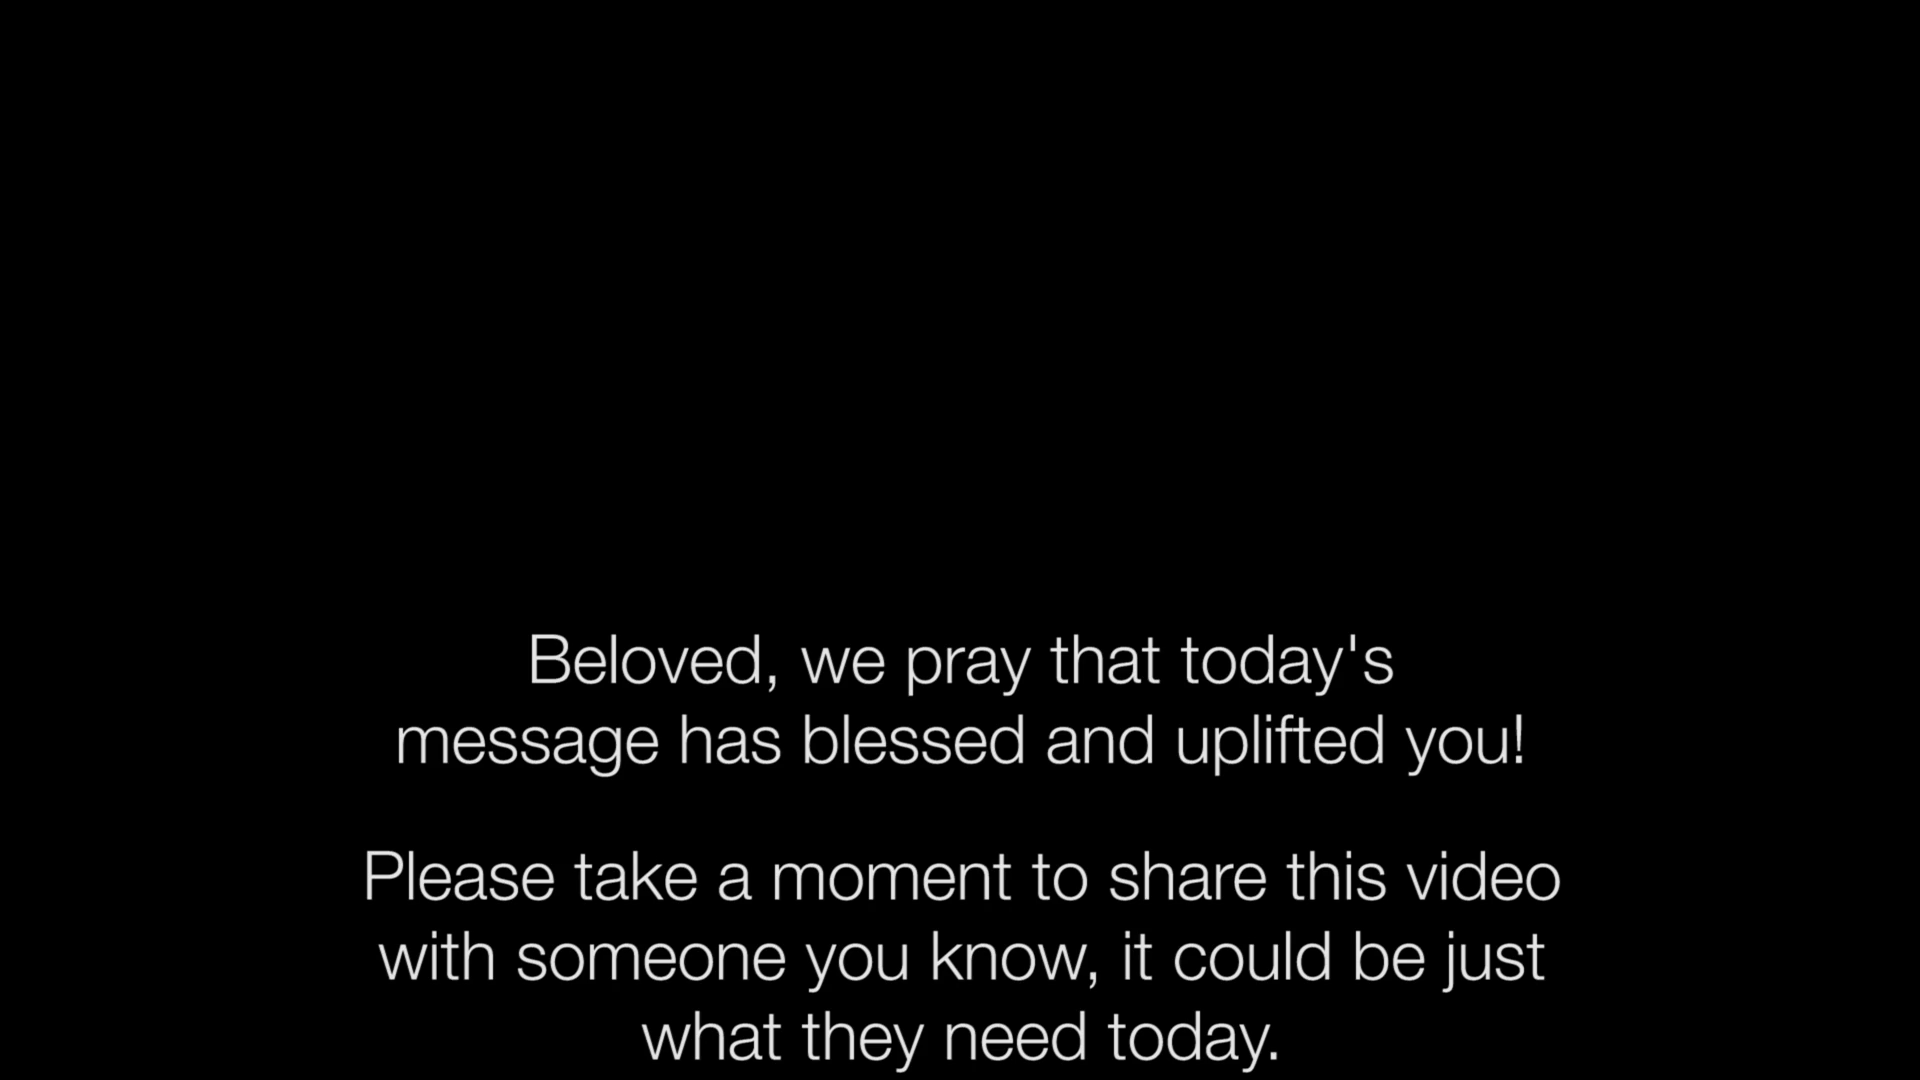 Beloved, we pray that today's
message has blessed and uplifted you!
Please take a moment to share this video
with someone you know, it could be just
what they need today.